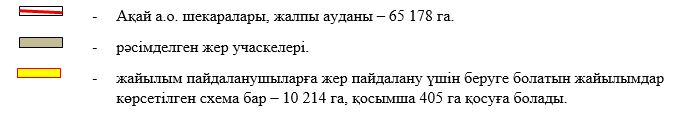 - Ақай а.о. шекаралары, жалпы ауданы – 65 178 га.
- рәсімделген жер учаскелері.
- жайылым пайдаланушыларға жер пайдалану үшін беруге болатын жайылымдар
көрсетілген схема бар – 10 214 га, қосымша 405 га қосуға болады.